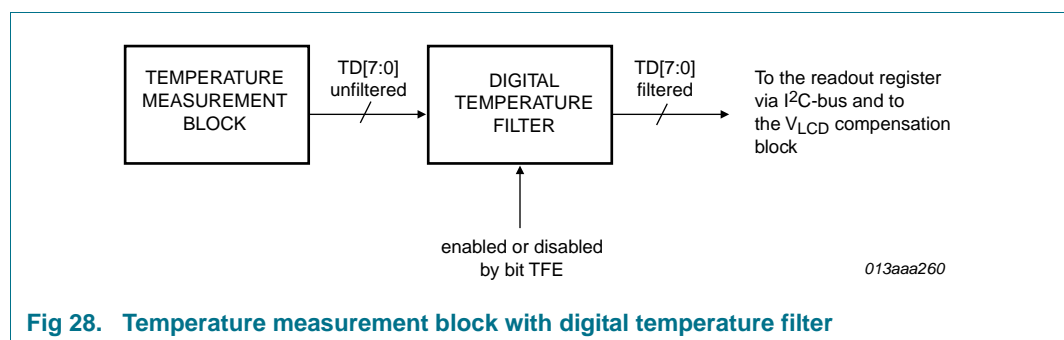 TEMPERATURE
MEASUREMENT
BLOCK
TD[7:0]
unfiltered
DIGITAL
TEMPERATURE
FILTER
TD[7:0]
filtered
To the readout register
via I2C-bus and to
the VLCD compensation
block
enabled or disabled
by bit TFE
013aaa260
Fig 28. Temperature measurement block with digital temperature filter